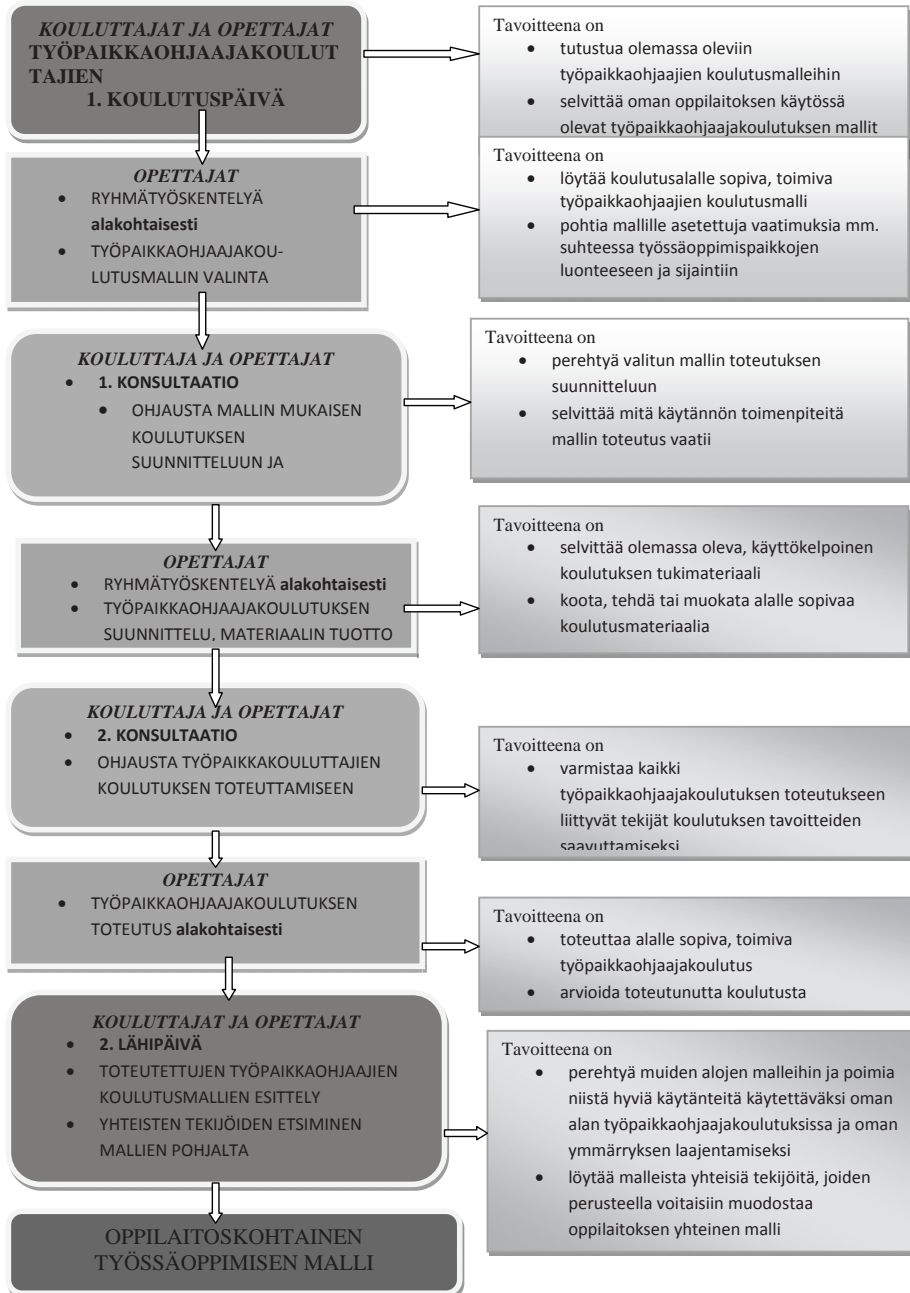 KOULUTTAJAT JA OPETTAJAT
TYÖPAIKKAOHJAAJAKOULUT
TAJIEN
1. KOULUTUSPÄIVÄ
Tavoitteena on
• tutustua olemassa oleviin
työpaikkaohjaajien koulutusmalleihin
• selvittää oman oppilaitoksen käytössä
olevat työpaikkaohjaajakoulutuksen mallit
OPETTAJAT
• RYHMÄTYÖSKENTELYÄ
alakohtaisesti
• TYÖPAIKKAOHJAAJAKOU-
LUTUSMALLIN VALINTA
Tavoitteena on
• löytää koulutusalalle sopiva, toimiva
työpaikkaohjaajien koulutusmalli
• pohtia mallille asetettuja vaatimuksia mm.
suhteessa työssäoppimispaikkojen
luonteeseen ja sijaintiin
KOULUTTAJA JA OPETTAJAT
• 1. KONSULTAATIO
• OHJAUSTA MALLIN MUKAISEN
KOULUTUKSEN
SUUNNITTELUUN JA
Tavoitteena on
• perehtyä valitun mallin toteutuksen
suunnitteluun
• selvittää mitä käytännön toimenpiteitä
mallin toteutus vaatii
OPETTAJAT
• RYHMÄTYÖSKENTELYÄ alakohtaisesti
• TYÖPAIKKAOHJAAJAKOULUTUKSEN
SUUNNITTELU, MATERIAALIN TUOTTO
Tavoitteena on
• selvittää olemassa oleva, käyttökelpoinen
koulutuksen tukimateriaali
• koota, tehdä tai muokata alalle sopivaa
koulutusmateriaalia
KOULUTTAJA JA OPETTAJAT
• 2. KONSULTAATIO
• OHJAUSTA TYÖPAIKKAKOULUTTAJIEN
KOULUTUKSEN TOTEUTTAMISEEN
Tavoitteena on
• varmistaa kaikki
työpaikkaohjaajakoulutuksen toteutukseen
liittyvät tekijät koulutuksen tavoitteiden
saavuttamiseksi
OPETTAJAT
• TYÖPAIKKAOHJAAJAKOULUTUKSEN
TOTEUTUS alakohtaisesti
Tavoitteena on
• toteuttaa alalle sopiva, toimiva
työpaikkaohjaajakoulutus
• arvioida toteutunutta koulutusta
KOULUTTAJAT JA OPETTAJAT
• 2. LÄHIPÄIVÄ
• TOTEUTETTUJEN TYÖPAIKKAOHJAAJIEN
KOULUTUSMALLIEN ESITTELY
• YHTEISTEN TEKIJÖIDEN ETSIMINEN
MALLIEN POHJALTA
Tavoitteena on
• perehtyä muiden alojen malleihin ja poimia
niistä hyviä käytänteitä käytettäväksi oman
alan työpaikkaohjaajakoulutuksissa ja oman
ymmärryksen laajentamiseksi
• löytää malleista yhteisiä tekijöitä, joiden
perusteella voitaisiin muodostaa
oppilaitoksen yhteinen malli
OPPILAITOSKOHTAINEN
TYÖSSÄOPPIMISEN MALLI